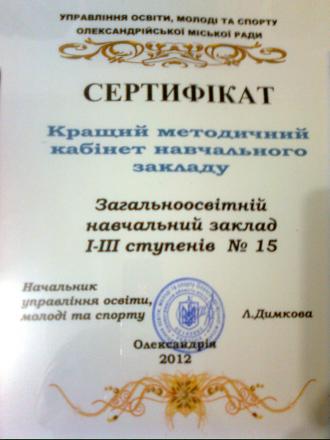 УПРАВЛІННЯ ОСВІТИ, МОЛОДІ ТА СПОРТУ
ОЛЕКСАНДРІЙСЬКОЇ МІСЬКОЇ РАДИ
СЕРТИФІКАТ
Кращий методичний
кабінет навчального
закладу
Загальноосвітній
навчальний заклад
І-ІІІ ступенів № 15
Начальник
управління освіти,
молоді та спорту
Л.Димкова
Олександрія
2012